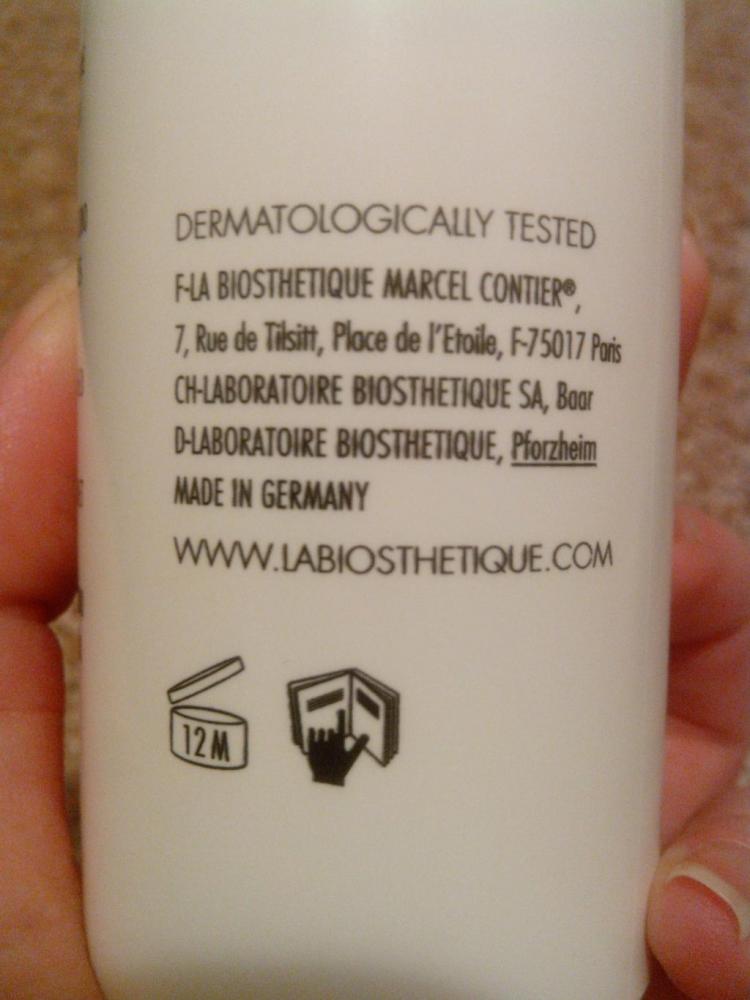 DERMATOLOGICALLY TESTED
F-LA BIOSTHETIQUE MARCEL CONTIER®,
7, Rue de Tilsitt, Place de l'Etoile, F-75017 Paris
CH-LABORATOIRE BIOSTHETIQUE SA, Baar
D-LABORATOIRE BIOSTHETIQUE, Pforzheim
MADE IN GERMANY
WWW.LABIOSTHETIQUE.COM
12M